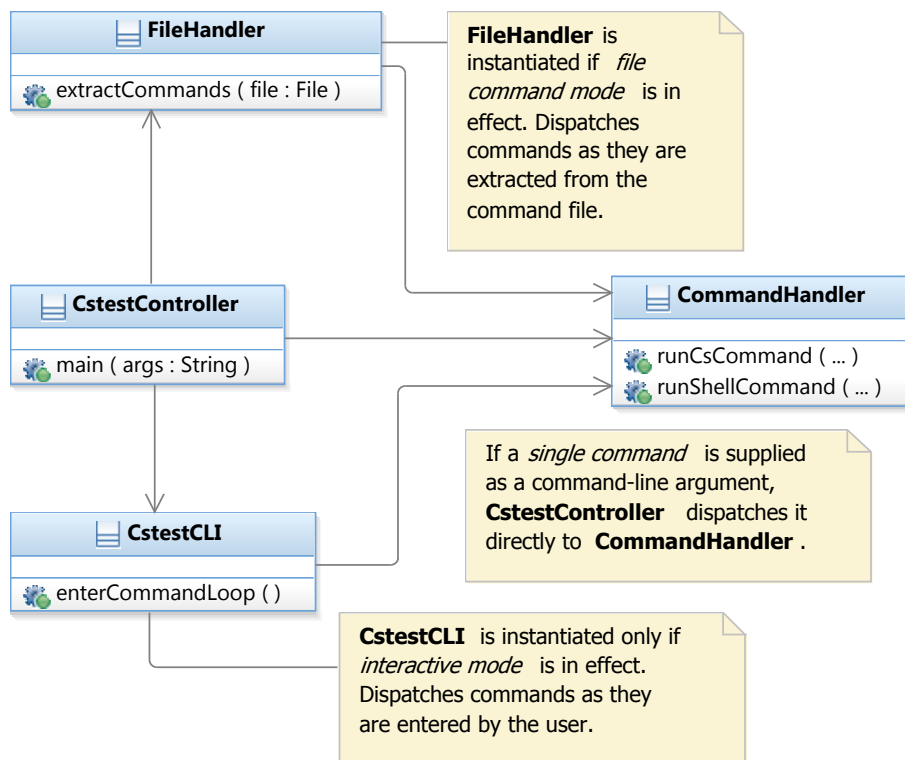 FileHandler
extractCommands ( file : File )
FileHandler is
instantiated if file
command mode is in
effect. Dispatches
commands as they are
extracted from the
command file.
CstestController
main ( args : String )
CommandHandler
runCsCommand ( ... )
runShellCommand ( ... )
If a single command is supplied
as a command-line argument,
CstestController dispatches it
directly to CommandHandler .
CstestCLI
enterCommandLoop ( )
CstestCLI is instantiated only if
interactive mode is in effect.
Dispatches commands as they
are entered by the user.